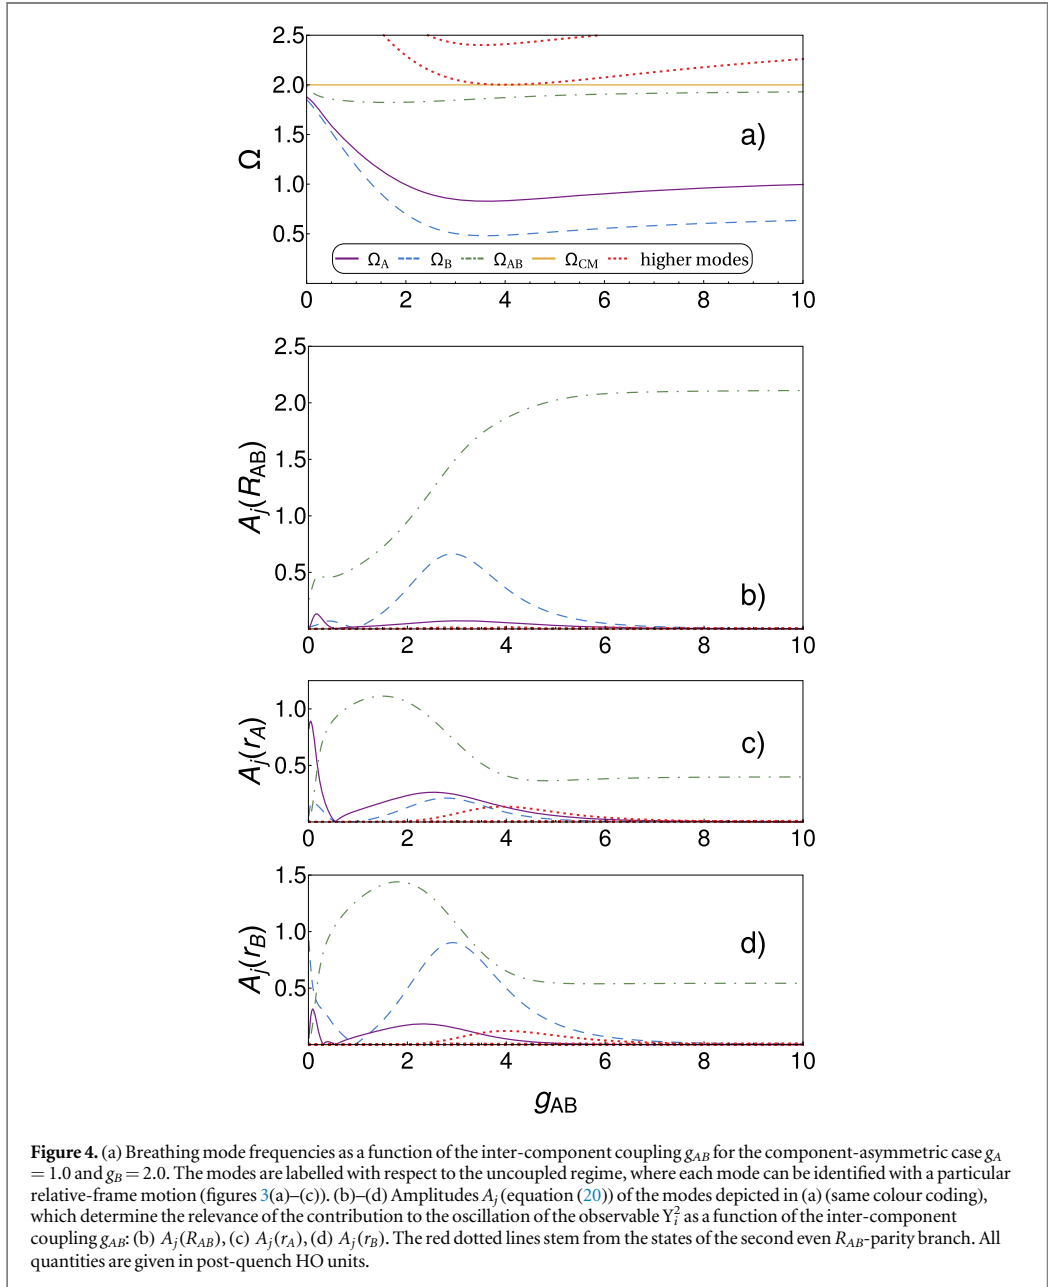 2.5
2.0
1.5
1.0
0.5
Ω
a)
Ω_A Ω_B Ω_AB Ω_CM higher modes
0 2 4 6 8 10
2.5
2.0
1.5
1.0
0.5
A_j(R_AB)
b)
0 2 4 6 8 10
1.0
0.5
A_j(r_A)
c)
0 2 4 6 8 10
1.5
1.0
0.5
A_j(r_B)
d)
0 2 4 6 8 10
g_AB
Figure 4. (a) Breathing mode frequencies as a function of the inter-component coupling g_AB for the component-asymmetric case g_A
= 1.0 and g_B = 2.0. The modes are labelled with respect to the uncoupled regime, where each mode can be identified with a particular
relative-frame motion (figures 3(a)–(c)). (b)–(d) Amplitudes A_j (equation (20)) of the modes depicted in (a) (same colour coding),
which determine the relevance of the contribution to the oscillation of the observable Υ_i^2 as a function of the inter-component
coupling g_AB: (b) A_j(R_AB), (c) A_j(r_A), (d) A_j(r_B). The red dotted lines stem from the states of the second even R_AB-parity branch. All
quantities are given in post-quench HO units.